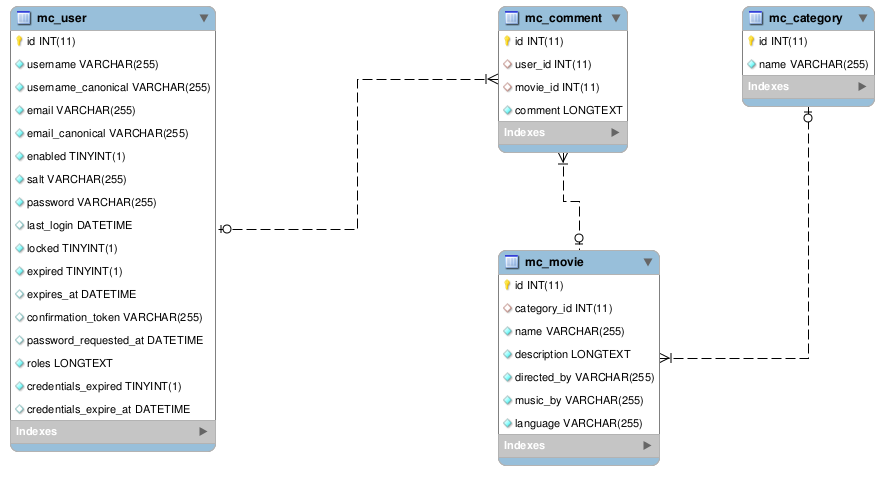 mc_user
id INT(11)
username VARCHAR(255)
username_canonical VARCHAR(255)
email VARCHAR(255)
email_canonical VARCHAR(255)
enabled TINYINT(1)
salt VARCHAR(255)
password VARCHAR(255)
last_login DATETIME
locked TINYINT(1)
expired TINYINT(1)
expires_at DATETIME
confirmation_token VARCHAR(255)
password_requested_at DATETIME
roles LONGTEXT
credentials_expired TINYINT(1)
credentials_expire_at DATETIME
Indexes
mc_comment
id INT(11)
user_id INT(11)
movie_id INT(11)
comment LONGTEXT
Indexes
mc_category
id INT(11)
name VARCHAR(255)
Indexes
mc_movie
id INT(11)
category_id INT(11)
name VARCHAR(255)
description LONGTEXT
directed_by VARCHAR(255)
music_by VARCHAR(255)
language VARCHAR(255)
Indexes